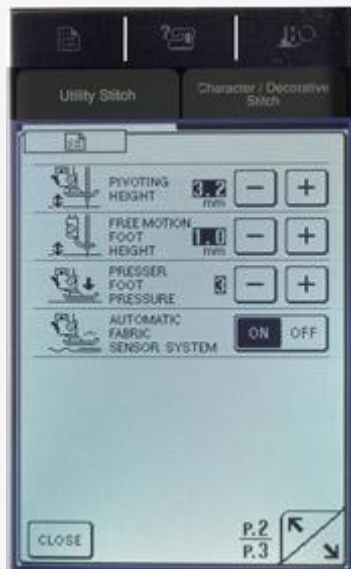 Utility Stitch
Character / Decorative
Stitch
PIVOTING
HEIGHT
3.2
mm
− +
FREE MOTION
FOOT
HEIGHT
1.0
mm
− +
PRESSER
FOOT
PRESSURE
3
− +
AUTOMATIC
FABRIC
SENSOR SYSTEM
ON OFF
CLOSE
P.2
P.3